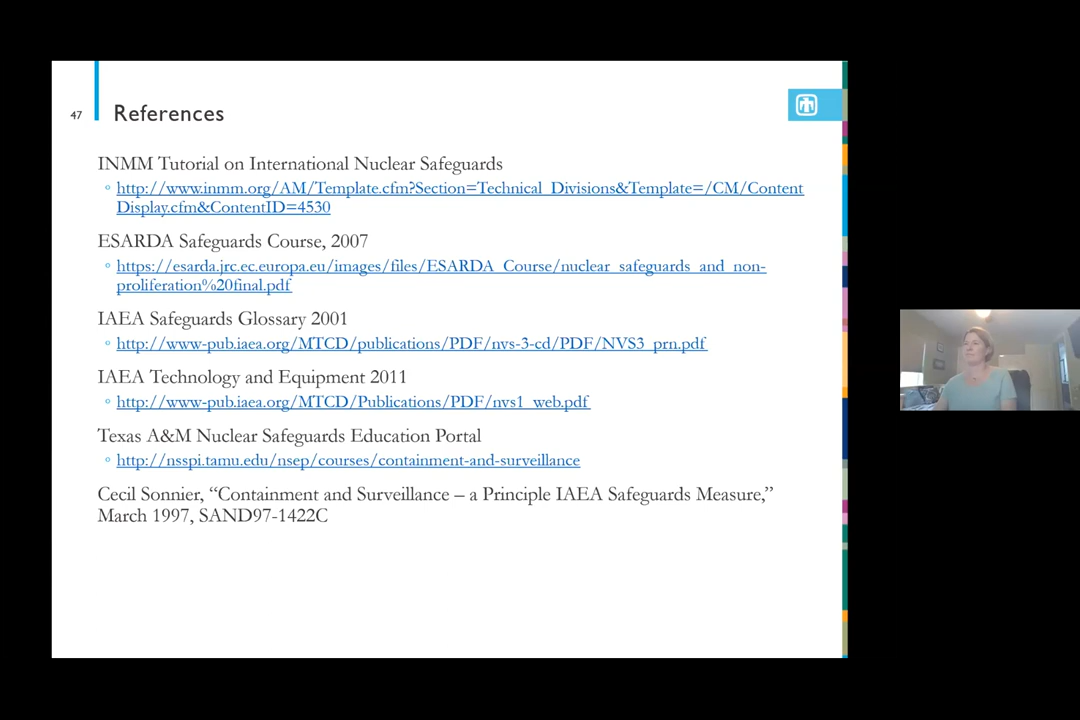 47
References
INMM Tutorial on International Nuclear Safeguards
http://www.inmm.org/AM/Template.cfm?Section=Technical_Divisions&Template=/CM/Content
Display.cfm&ContentID=4530
ESARDA Safeguards Course, 2007
https://esarda.jrc.ec.europa.eu/images/files/ESARDA_Course/nuclear_safeguards_and_non-
proliferation%20final.pdf
IAEA Safeguards Glossary 2001
http://www-pub.iaea.org/MTCD/publications/PDF/nvs-3-cd/PDF/NVS3_prn.pdf
IAEA Technology and Equipment 2011
http://www-pub.iaea.org/MTCD/Publications/PDF/nvs1_web.pdf
Texas A&M Nuclear Safeguards Education Portal
http://nsspi.tamu.edu/nsep/courses/containment-and-surveillance
Cecil Sonnier, “Containment and Surveillance – a Principle IAEA Safeguards Measure,”
March 1997, SAND97-1422C